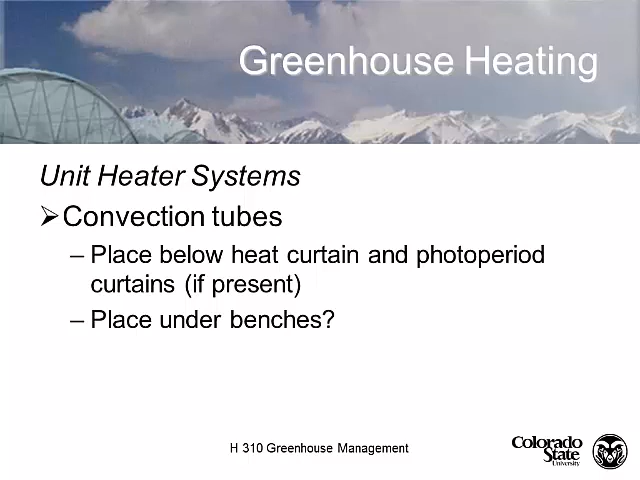 Greenhouse Heating
Unit Heater Systems
➢Convection tubes
– Place below heat curtain and photoperiod
curtains (if present)
– Place under benches?
H 310 Greenhouse Management
Colorado
State
University